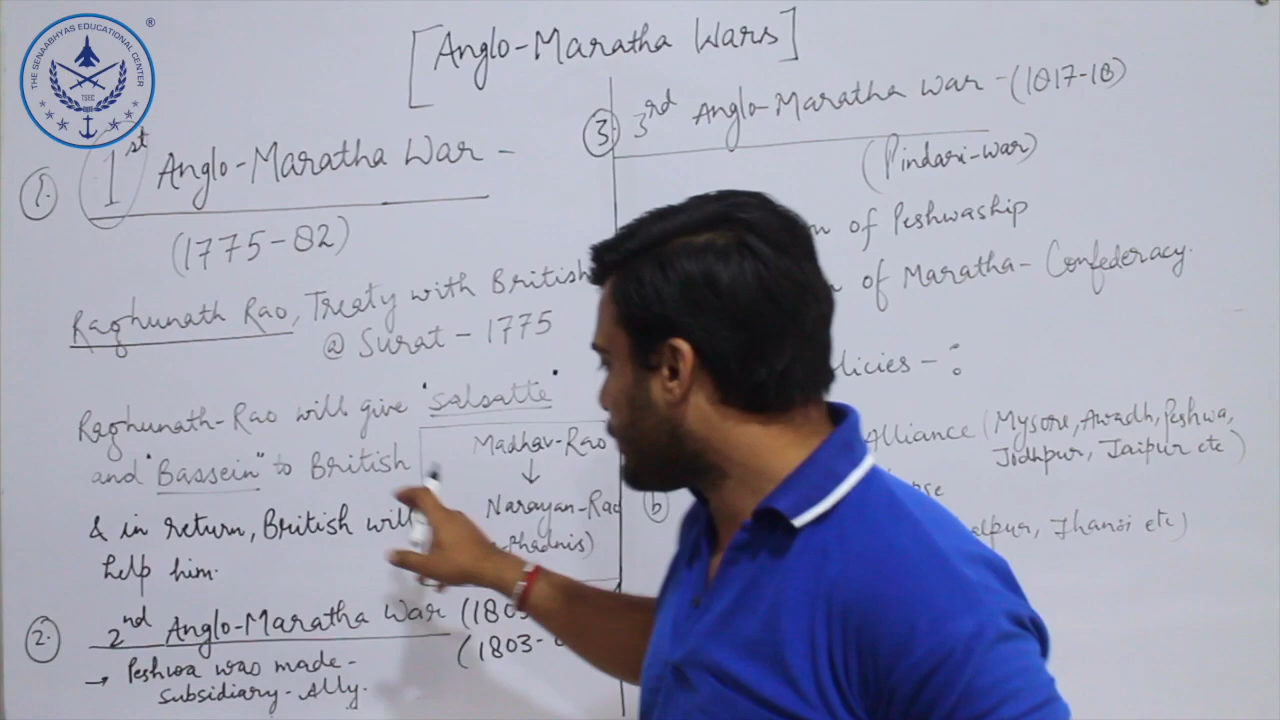 THE SENAABHYAS EDUCATIONAL CENTER
TSEC
®
[Anglo-Maratha Wars]
1. 1st Anglo-Maratha War -
(1775-82)
Raghunath Rao, Treaty with British
@ Surat - 1775
Raghunath-Rao will give "Salsatte"
and "Bassein" to British
& in return, British will
help him.
Madhav-Rao
↓
Narayan-Rao
Phadnis)
2. 2nd Anglo-Maratha War (1803
(1803-
→ Peshwa was made -
subsidiary-Ally.
3. 3rd Anglo-Maratha War - (1817-18)
(Pindari-war)
of Peshwaship
of Maratha-Confederacy.
licies - :
Alliance (Mysore, Awadh, Peshwa,
Jodhpur, Jaipur etc)
b
pse
alpur, Jhansi etc)